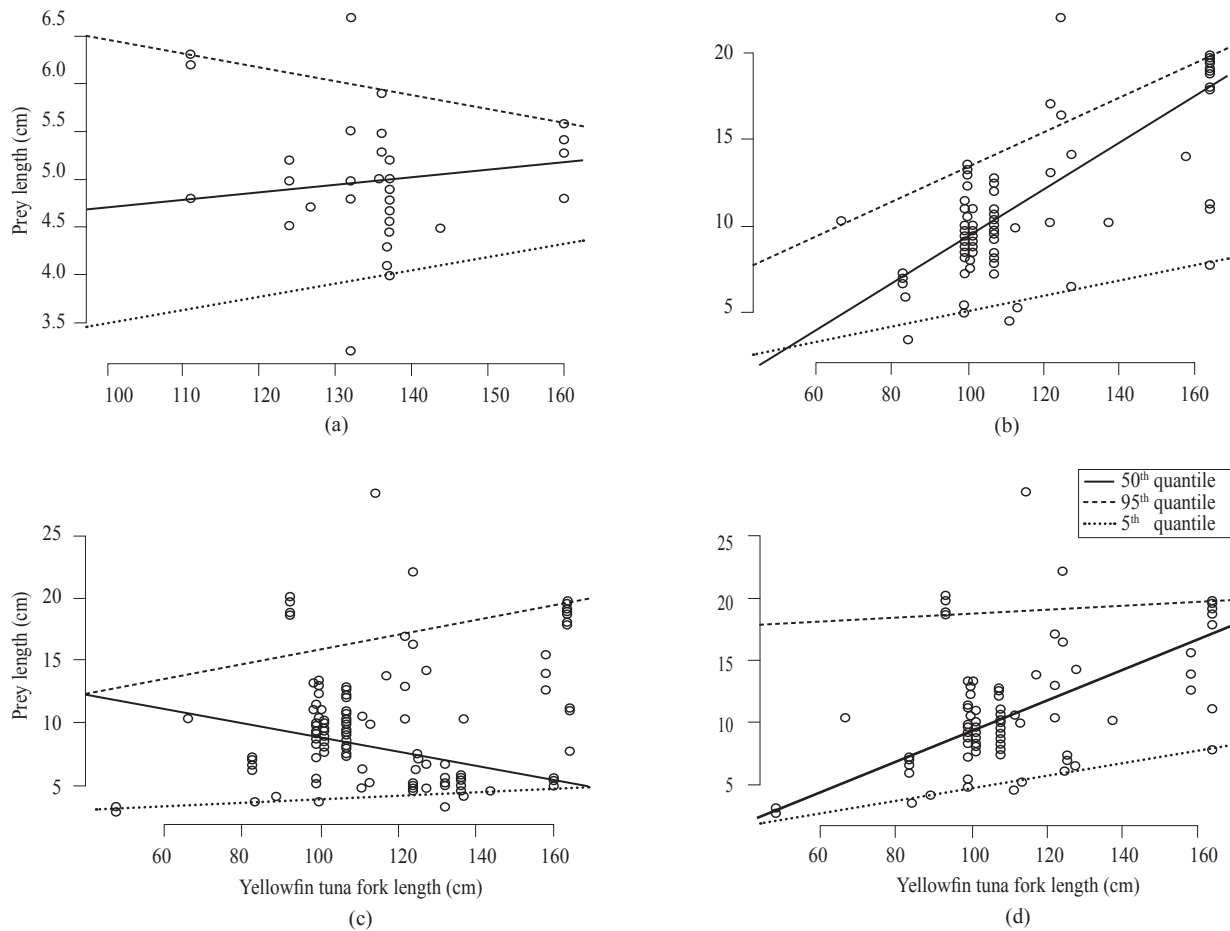 6.5
6.0
5.5
5.0
4.5
4.0
3.5
Prey length (cm)
100 110 120 130 140 150 160
(a)
20
15
10
5
60 80 100 120 140 160
(b)
25
20
15
10
5
Prey length (cm)
60 80 100 120 140 160
Yellowfin tuna fork length (cm)
(c)
50th quantile
95th quantile
5th quantile
25
20
15
10
5
60 80 100 120 140 160
Yellowfin tuna fork length (cm)
(d)